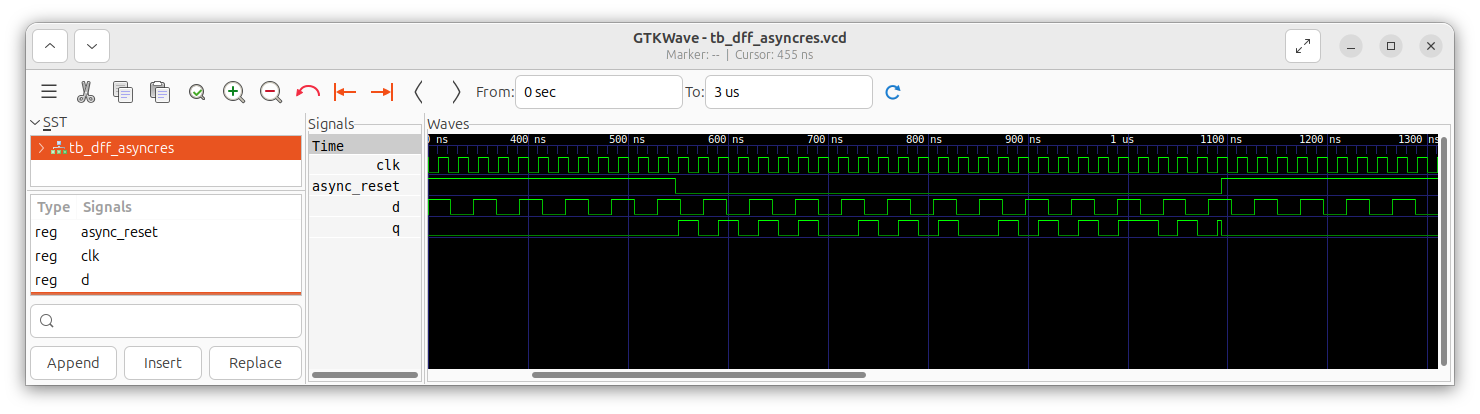 GTKWave - tb_dff_asyncres.vcd
Marker: -- | Cursor: 455 ns
From: 0 sec To: 3 us
SST
tb_dff_asyncres
Type Signals
reg async_reset
reg clk
reg d
Append Insert Replace
Signals
Time
clk
async_reset
d
q
Waves
0 ns 400 ns 500 ns 600 ns 700 ns 800 ns 900 ns 1 us 1100 ns 1200 ns 1300 ns